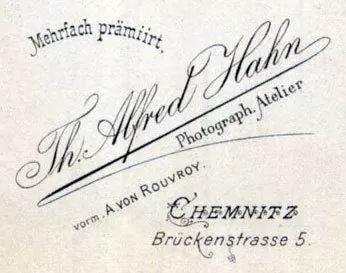 Mehrfach prämiirt.
Th. Alfred Hahn
Photograph. Atelier
vorm. A. VON ROUVROY.
CHEMNITZ
Brückenstrasse 5.